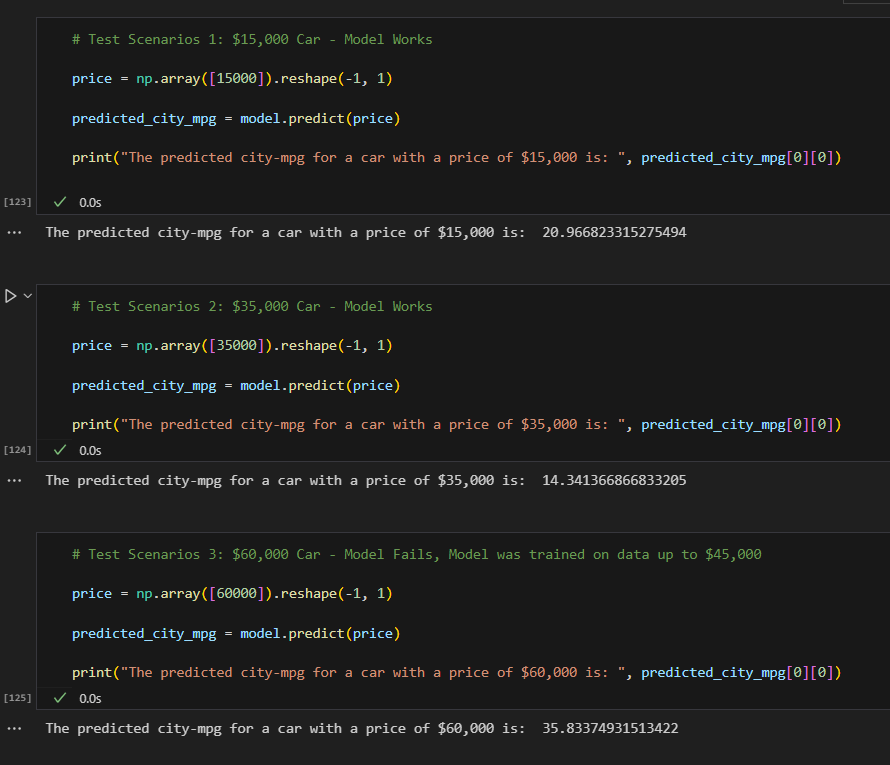 # Test Scenarios 1: $15,000 Car - Model Works
price = np.array([15000]).reshape(-1, 1)
predicted_city_mpg = model.predict(price)
print("The predicted city-mpg for a car with a price of $15,000 is: ", predicted_city_mpg[0][0])
[123] 0.0s
The predicted city-mpg for a car with a price of $15,000 is:  20.966823315275494
# Test Scenarios 2: $35,000 Car - Model Works
price = np.array([35000]).reshape(-1, 1)
predicted_city_mpg = model.predict(price)
print("The predicted city-mpg for a car with a price of $35,000 is: ", predicted_city_mpg[0][0])
[124] 0.0s
The predicted city-mpg for a car with a price of $35,000 is:  14.341366866833205
# Test Scenarios 3: $60,000 Car - Model Fails, Model was trained on data up to $45,000
price = np.array([60000]).reshape(-1, 1)
predicted_city_mpg = model.predict(price)
print("The predicted city-mpg for a car with a price of $60,000 is: ", predicted_city_mpg[0][0])
[125] 0.0s
The predicted city-mpg for a car with a price of $60,000 is:  35.83374931513422